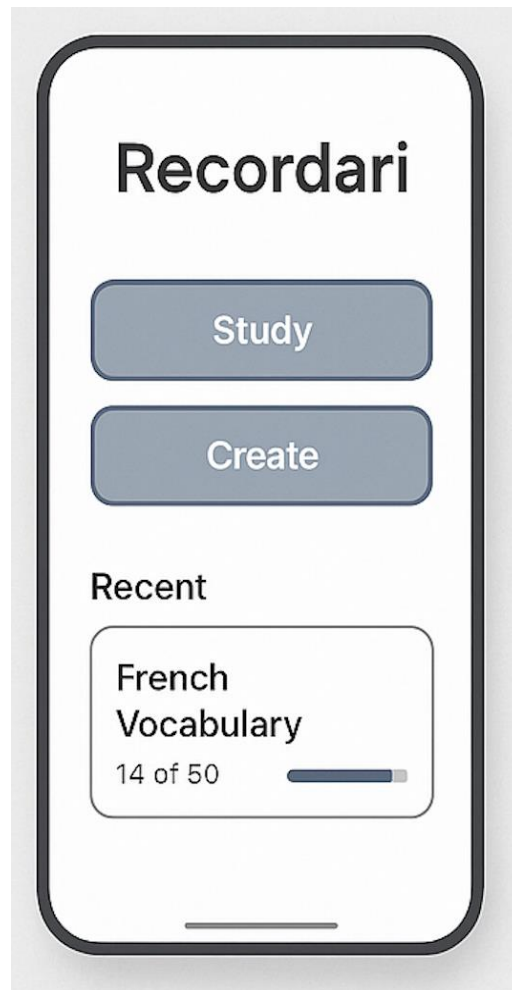 Recordari
Study
Create
Recent
French
Vocabulary
14 of 50